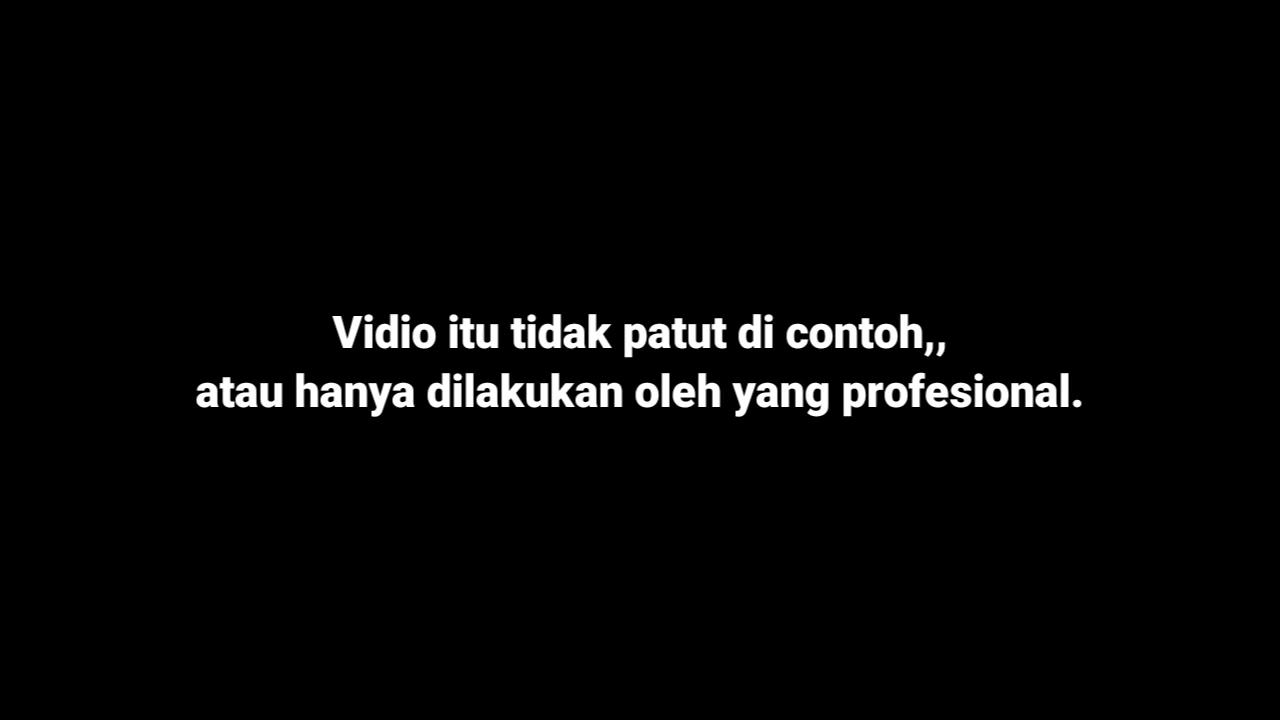 Vidio itu tidak patut di contoh,,
atau hanya dilakukan oleh yang profesional.